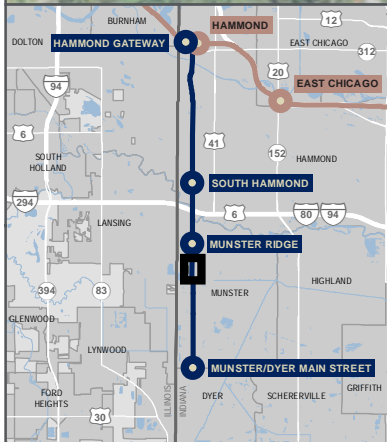 BURNHAM
HAMMOND
12
DOLTON
HAMMOND GATEWAY
EAST CHICAGO
312
20
EAST CHICAGO
94
6
41
152
HAMMOND
SOUTH
HOLLAND
SOUTH HAMMOND
294
6
80
94
LANSING
MUNSTER RIDGE
HIGHLAND
394
83
MUNSTER
GLENWOOD
LYNWOOD
MUNSTER/DYER MAIN STREET
ILLINOIS
INDIANA
FORD
HEIGHTS
DYER
SCHERERVILLE
GRIFFITH
30